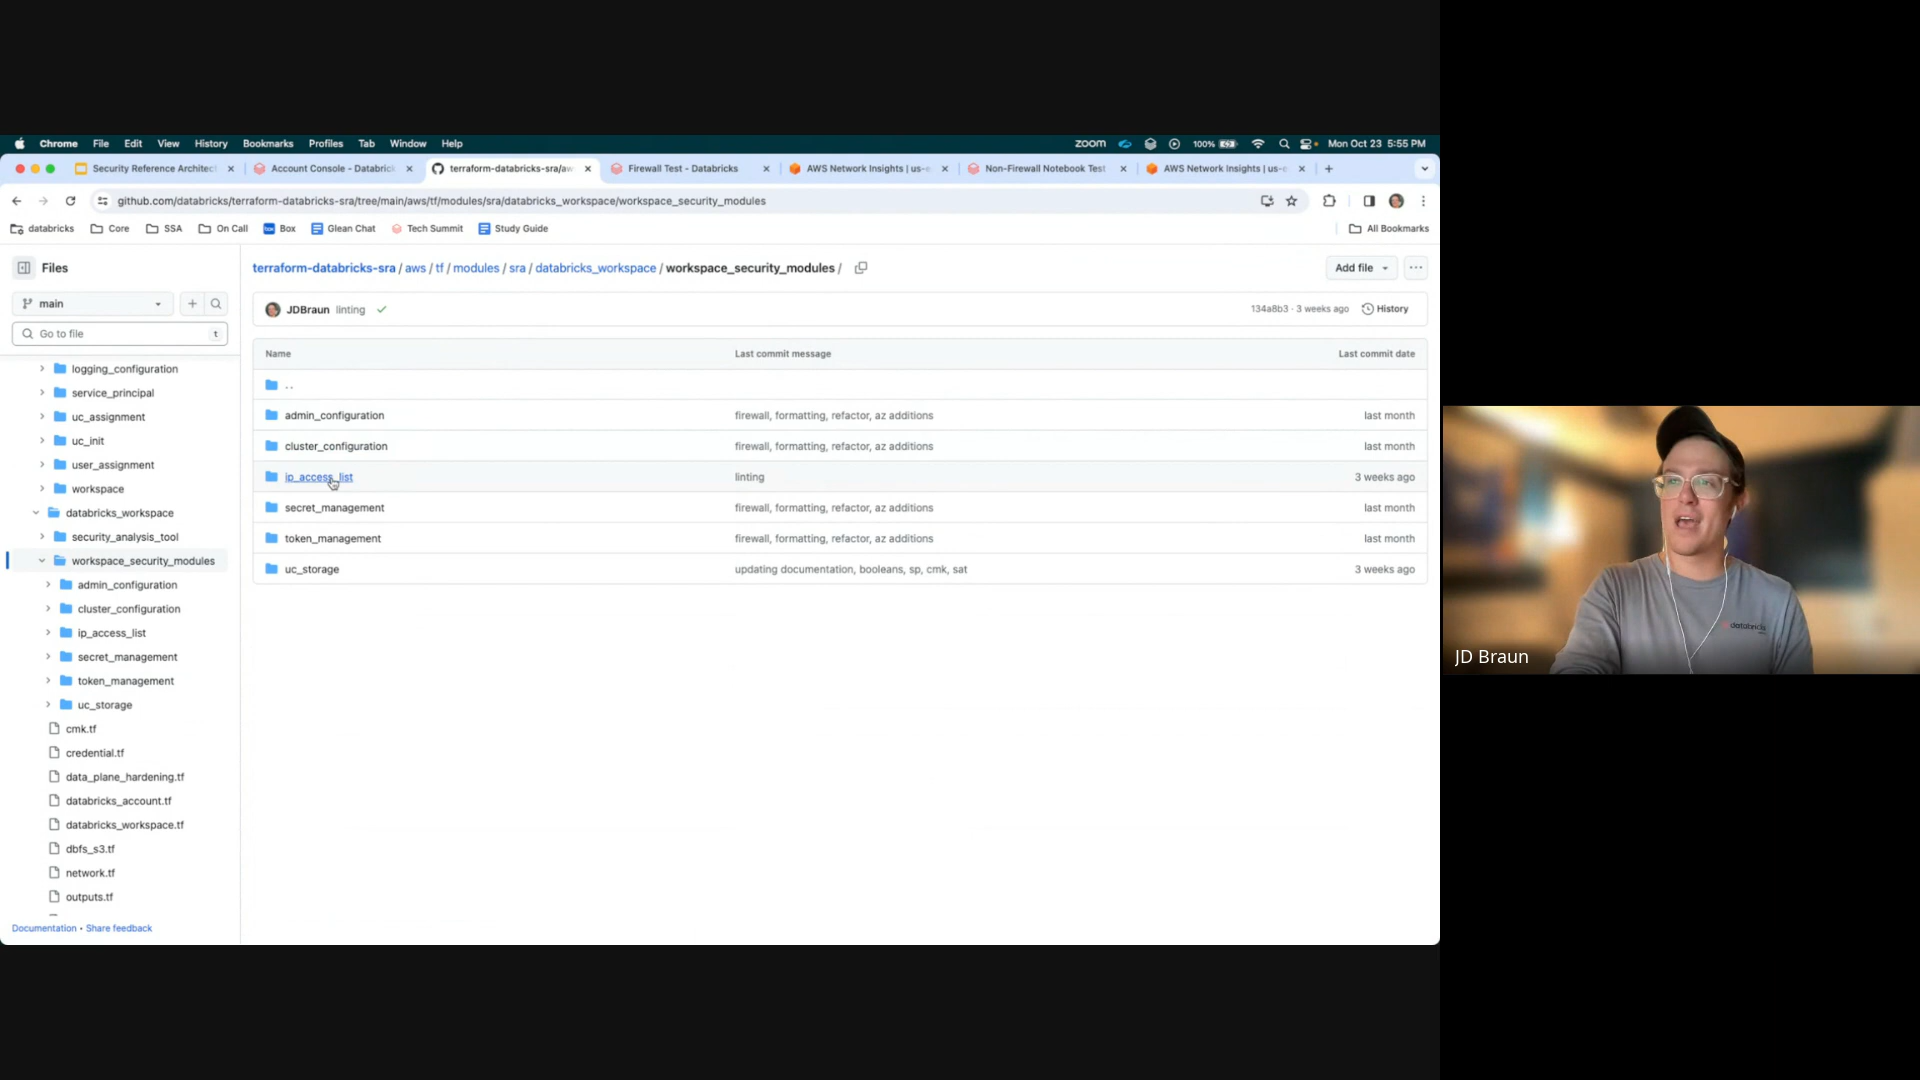 Chrome File Edit View History Bookmarks Profiles Tab Window Help zoom 100% Mon Oct 23 5:55 PM
Security Reference Architect Account Console - Databrick terraform-databricks-sra/aw Firewall Test - Databricks AWS Network Insights | us-e Non-Firewall Notebook Test AWS Network Insights | us-e
github.com/databricks/terraform-databricks-sra/tree/main/aws/tf/modules/sra/databricks_workspace/workspace_security_modules
databricks Core SSA On Call Box Glean Chat Tech Summit Study Guide All Bookmarks
Files
main
Go to file t
logging_configuration
service_principal
uc_assignment
uc_init
user_assignment
workspace
databricks_workspace
security_analysis_tool
workspace_security_modules
admin_configuration
cluster_configuration
ip_access_list
secret_management
token_management
uc_storage
cmk.tf
credential.tf
data_plane_hardening.tf
databricks_account.tf
databricks_workspace.tf
dbfs_s3.tf
network.tf
outputs.tf
Documentation • Share feedback
terraform-databricks-sra / aws / tf / modules / sra / databricks_workspace / workspace_security_modules / Add file
JDBraun linting 134a8b3 · 3 weeks ago History
Name Last commit message Last commit date
..
admin_configuration firewall, formatting, refactor, az additions last month
cluster_configuration firewall, formatting, refactor, az additions last month
ip_access_list linting 3 weeks ago
secret_management firewall, formatting, refactor, az additions last month
token_management firewall, formatting, refactor, az additions last month
uc_storage updating documentation, booleans, sp, cmk, sat 3 weeks ago
databricks
JD Braun